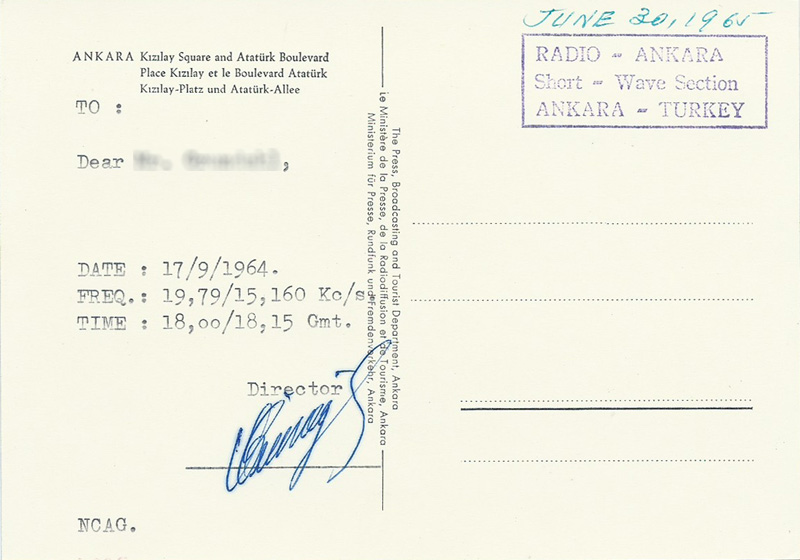 JUNE 30, 1965
RADIO - ANKARA
Short - Wave Section
ANKARA - TURKEY
ANKARA Kızılay Square and Atatürk Boulevard
Place Kızılay et le Boulevard Atatürk
Kızılay-Platz und Atatürk-Allee
TO :
Dear ,
DATE : 17/9/1964.
FREQ.: 19,79/15,160 Kc/s.
TIME : 18,oo/18,15 Gmt.
Director
NCAG.
The Press, Broadcasting and Tourist Department, Ankara
Le Ministère de la Presse, de la Radiodiffusion et de Tourisme, Ankara
Ministerium für Presse, Rundfunk und Fremdenverkehr, Ankara